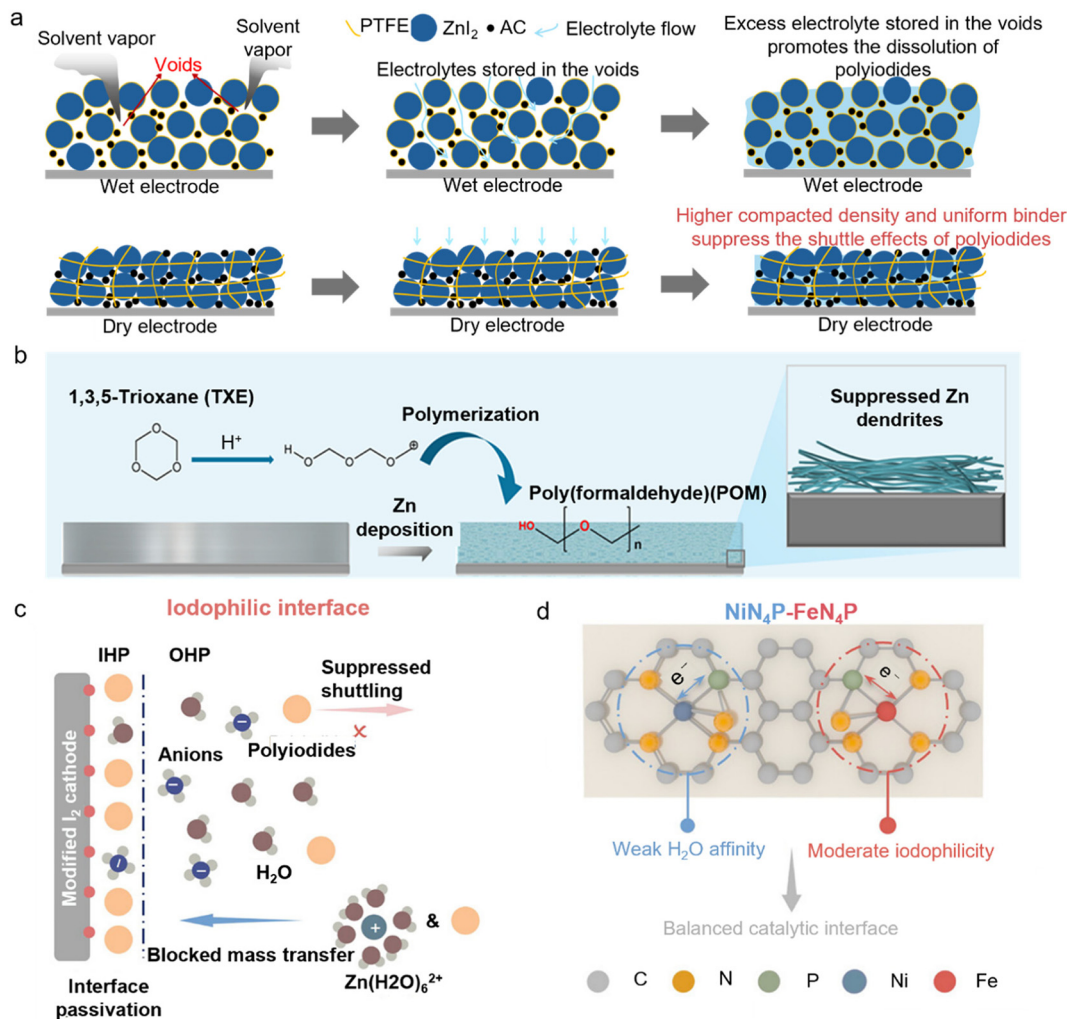 a
Solvent vapor
Solvent
vapor
Voids
PTFE
ZnI2
AC
Electrolyte flow
Electrolytes stored in the voids
Excess electrolyte stored in the voids
promotes the dissolution of
polyiodides
Wet electrode
Wet electrode
Wet electrode
Higher compacted density and uniform binder
suppress the shuttle effects of polyiodides
Dry electrode
Dry electrode
Dry electrode
b
1,3,5-Trioxane (TXE)
O
O
O
H+
H
O
O
O
⊕
Polymerization
Zn
deposition
Poly(formaldehyde)(POM)
HO
O
n
Suppressed Zn
dendrites
c
Iodophilic interface
IHP
OHP
Suppressed
shuttling
x
Modified I2 cathode
Anions
Polyiodides
H2O
&
Blocked mass transfer
Zn(H2O)6 2+
Interface
passivation
d
NiN4P-FeN4P
e−
e−
Weak H2O affinity
Moderate iodophilicity
Balanced catalytic interface
C
N
P
Ni
Fe